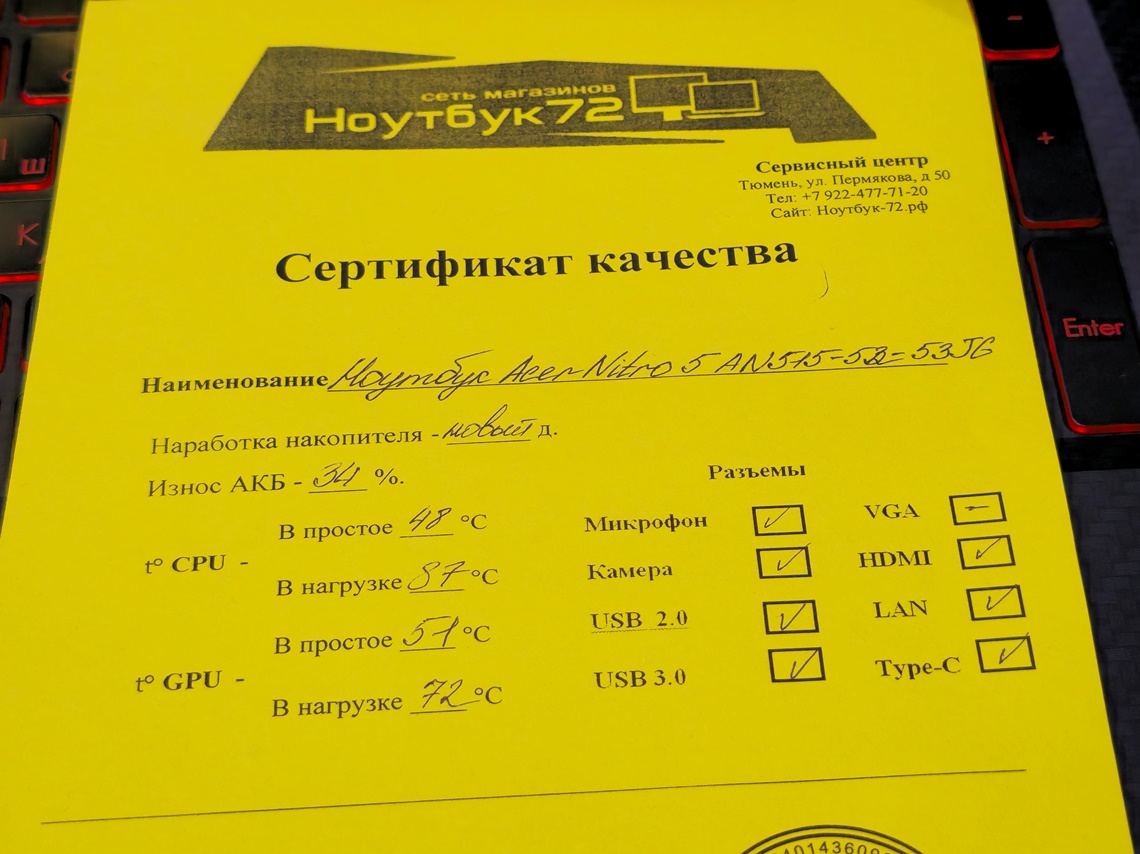 сеть магазинов
Ноутбук72
Сервисный центр
Тюмень, ул. Пермякова, д 50
Тел: +7 922-477-71-20
Сайт: Ноутбук-72.рф
Сертификат качества
Наименование Ноутбук Acer Nitro 5 AN515-52-53J6
Наработка накопителя - новый д.
Износ АКБ - 34 %.
Разъемы
t° CPU -
В простое 48 °C
В нагрузке 87 °C
t° GPU -
В простое 51 °C
В нагрузке 72 °C
Микрофон ✓
VGA –
Камера ✓
HDMI ✓
USB 2.0 ✓
LAN ✓
USB 3.0 ✓
Type-C ✓
Ш
К
-
+
Enter